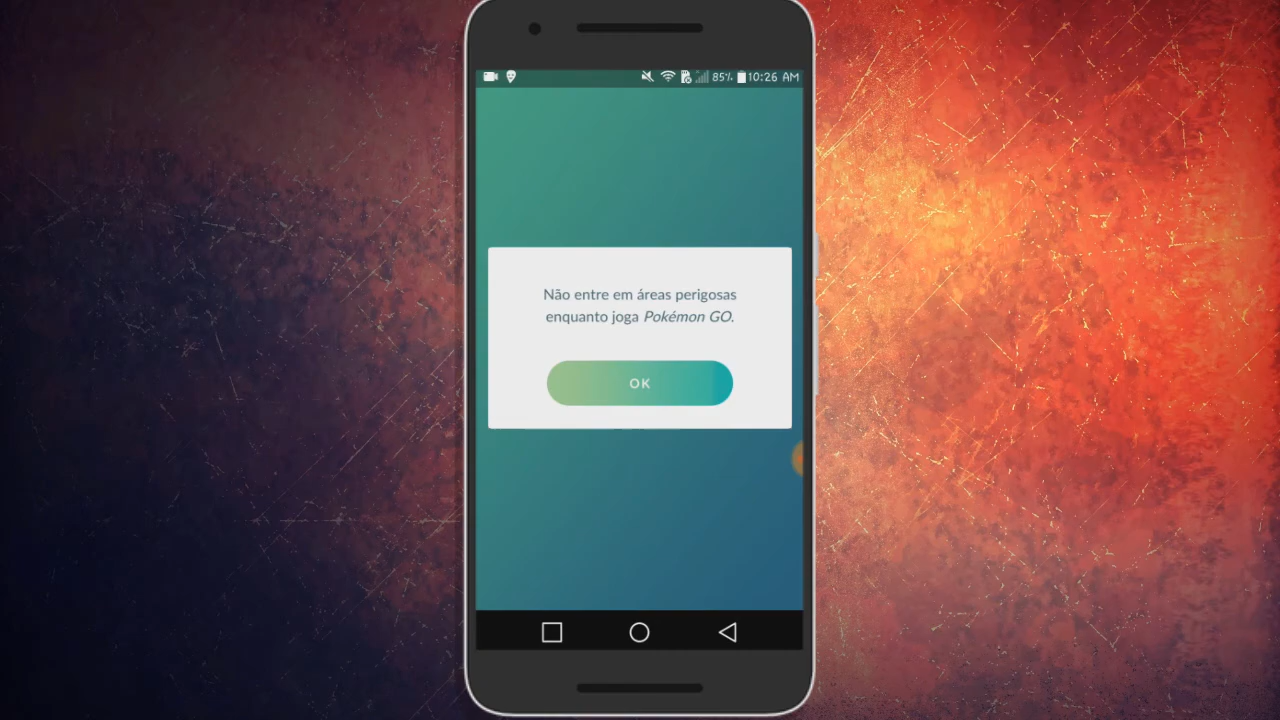 85% 10:26 AM
Não entre em áreas perigosas
enquanto joga Pokémon GO.
OK